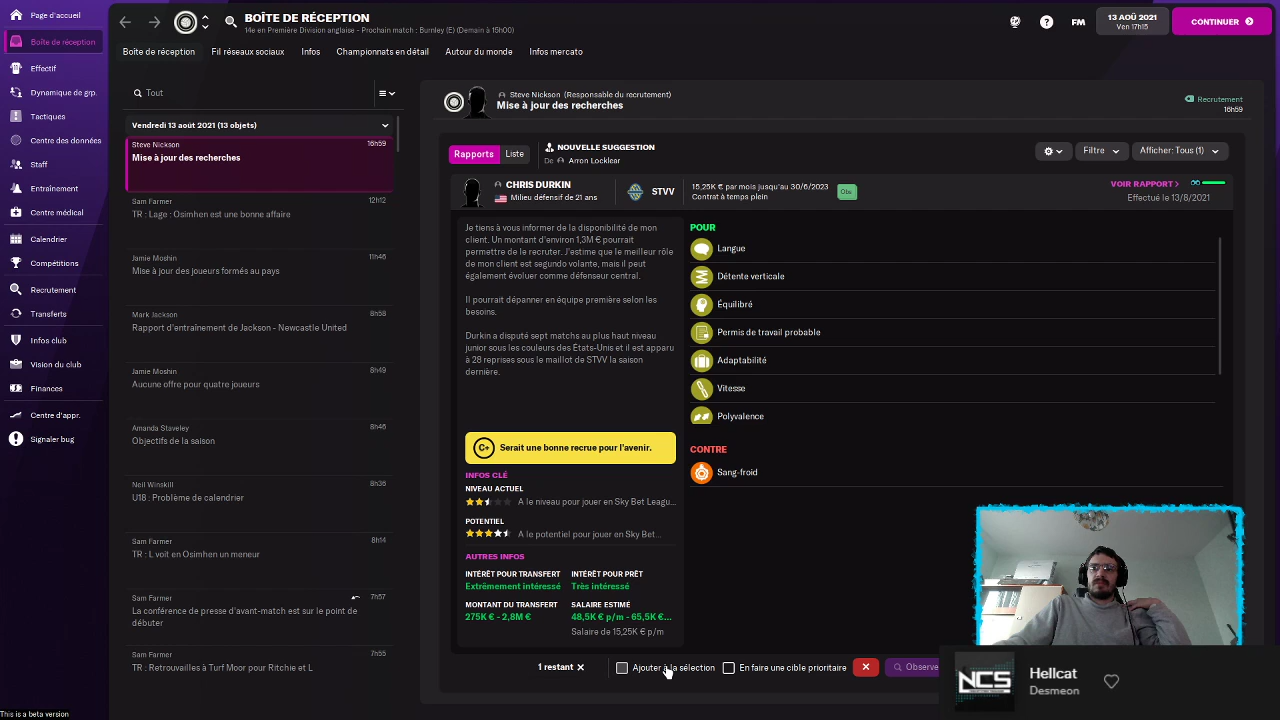 Page d'accueil
BOÎTE DE RÉCEPTION
14e en Première Division anglaise - Prochain match : Burnley (E) (Demain à 15h00)
FM
13 AOÛ 2021
Ven 17h15
CONTINUER
Boîte de réception
Effectif
Dynamique de grp.
Tactiques
Centre des données
Staff
Entraînement
Centre médical
Calendrier
Compétitions
Recrutement
Transferts
Infos club
Vision du club
Finances
Centre d'appr.
Signaler bug
This is a beta version
Boîte de réception
Fil réseaux sociaux
Infos
Championnats en détail
Autour du monde
Infos mercato
Tout
Vendredi 13 août 2021 (13 objets)
Steve Nickson 16h59
Mise à jour des recherches
Sam Farmer 12h12
TR : Lage : Osimhen est une bonne affaire
Jamie Moshin 11h46
Mise à jour des joueurs formés au pays
Mark Jackson 8h58
Rapport d'entraînement de Jackson - Newcastle United
Jamie Moshin 8h49
Aucune offre pour quatre joueurs
Amanda Staveley 8h46
Objectifs de la saison
Neil Winskill 8h36
U18 : Problème de calendrier
Sam Farmer 8h14
TR : L voit en Osimhen un meneur
Sam Farmer 7h57
La conférence de presse d'avant-match est sur le point de
débuter
Sam Farmer 7h55
TR : Retrouvailles à Turf Moor pour Ritchie et L
Steve Nickson (Responsable du recrutement)
Mise à jour des recherches
Recrutement
16h59
Rapports
Liste
NOUVELLE SUGGESTION
De Arron Locklear
Filtre
Afficher: Tous (1)
CHRIS DURKIN
Milieu défensif de 21 ans
STVV
15,25K € par mois jusqu'au 30/6/2023
Contrat à temps plein
Obs
VOIR RAPPORT >
Effectué le 13/8/2021
Je tiens à vous informer de la disponibilité de mon
client. Un montant d'environ 1,3M € pourrait
permettre de le recruter. J'estime que le meilleur rôle
de mon client est segundo volante, mais il peut
également évoluer comme défenseur central.
Il pourrait dépanner en équipe première selon les
besoins.
Durkin a disputé sept matchs au plus haut niveau
junior sous les couleurs des États-Unis et il est apparu
à 28 reprises sous le maillot de STVV la saison
dernière.
C+ Serait une bonne recrue pour l'avenir.
INFOS CLÉ
NIVEAU ACTUEL
A le niveau pour jouer en Sky Bet Leagu...
POTENTIEL
A le potentiel pour jouer en Sky Bet...
AUTRES INFOS
INTÉRÊT POUR TRANSFERT
Extrêmement intéressé
INTÉRÊT POUR PRÊT
Très intéressé
MONTANT DU TRANSFERT
275K € - 2,8M €
SALAIRE ESTIMÉ
48,5K € p/m - 65,5K €...
Salaire de 15,25K € p/m
POUR
Langue
Détente verticale
Équilibré
Permis de travail probable
Adaptabilité
Vitesse
Polyvalence
CONTRE
Sang-froid
1 restant
Ajouter à la sélection
En faire une cible prioritaire
Observe
NCS
Hellcat
Desmeon